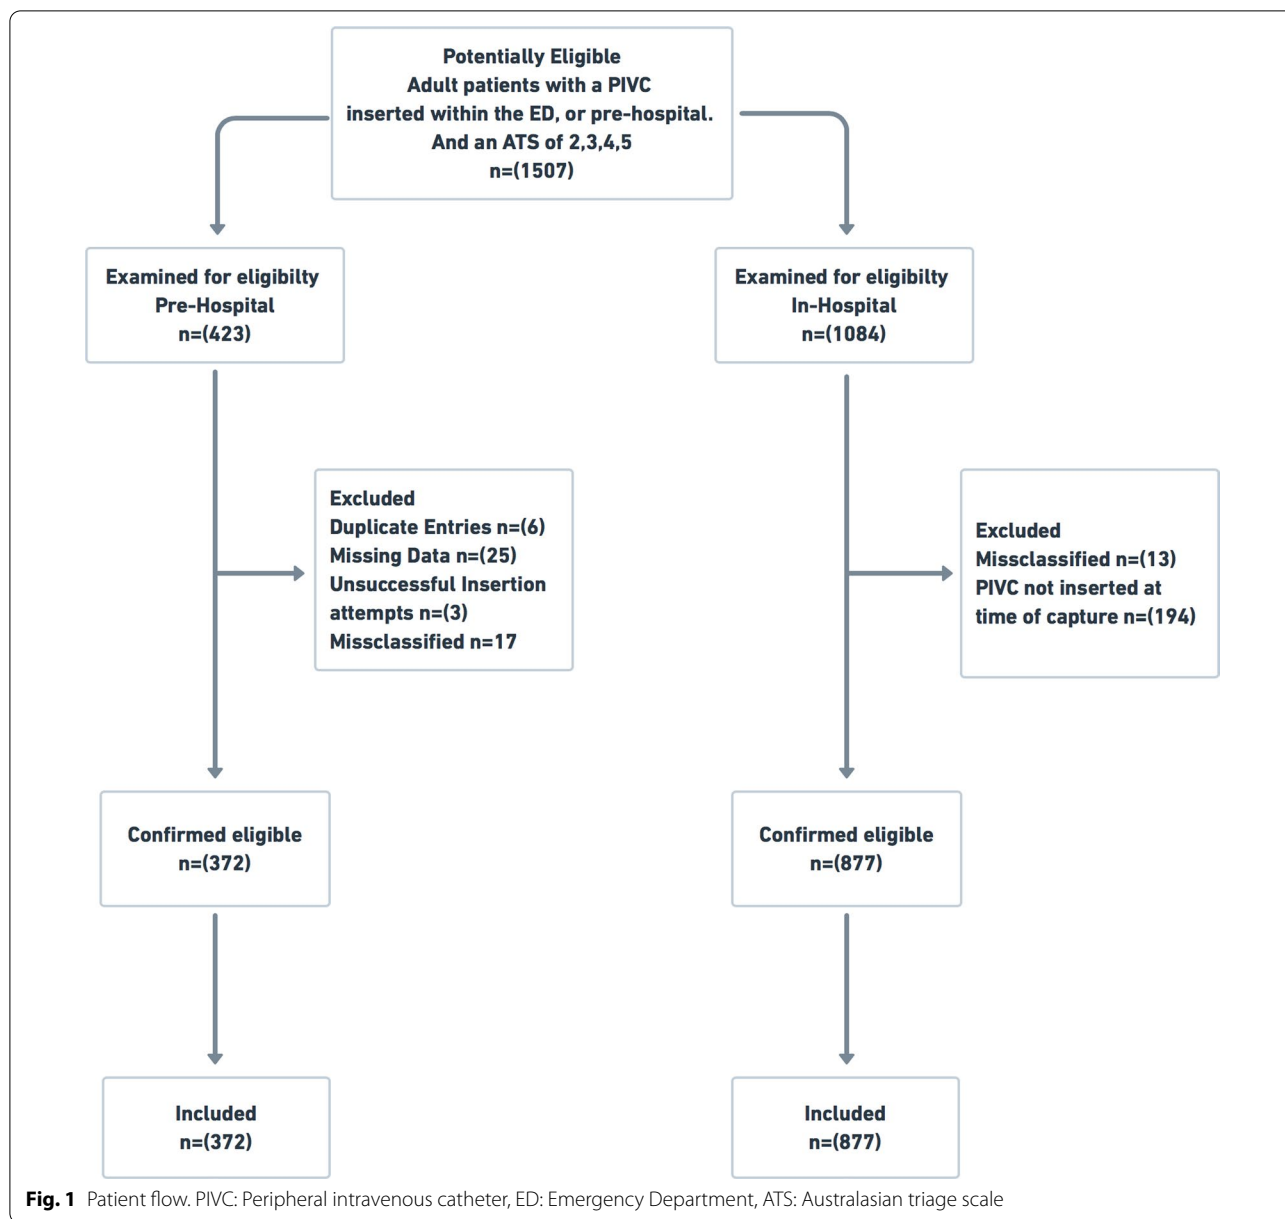 Potentially Eligible
Adult patients with a PIVC
inserted within the ED, or pre-hospital.
And an ATS of 2,3,4,5
n=(1507)
Examined for eligibilty
Pre-Hospital
n=(423)
Examined for eligibilty
In-Hospital
n=(1084)
Excluded
Duplicate Entries n=(6)
Missing Data n=(25)
Unsuccessful Insertion
attempts n=(3)
Missclassified n=17
Excluded
Missclassified n=(13)
PIVC not inserted at
time of capture n=(194)
Confirmed eligible
n=(372)
Confirmed eligible
n=(877)
Included
n=(372)
Included
n=(877)
Fig. 1 Patient flow. PIVC: Peripheral intravenous catheter, ED: Emergency Department, ATS: Australasian triage scale